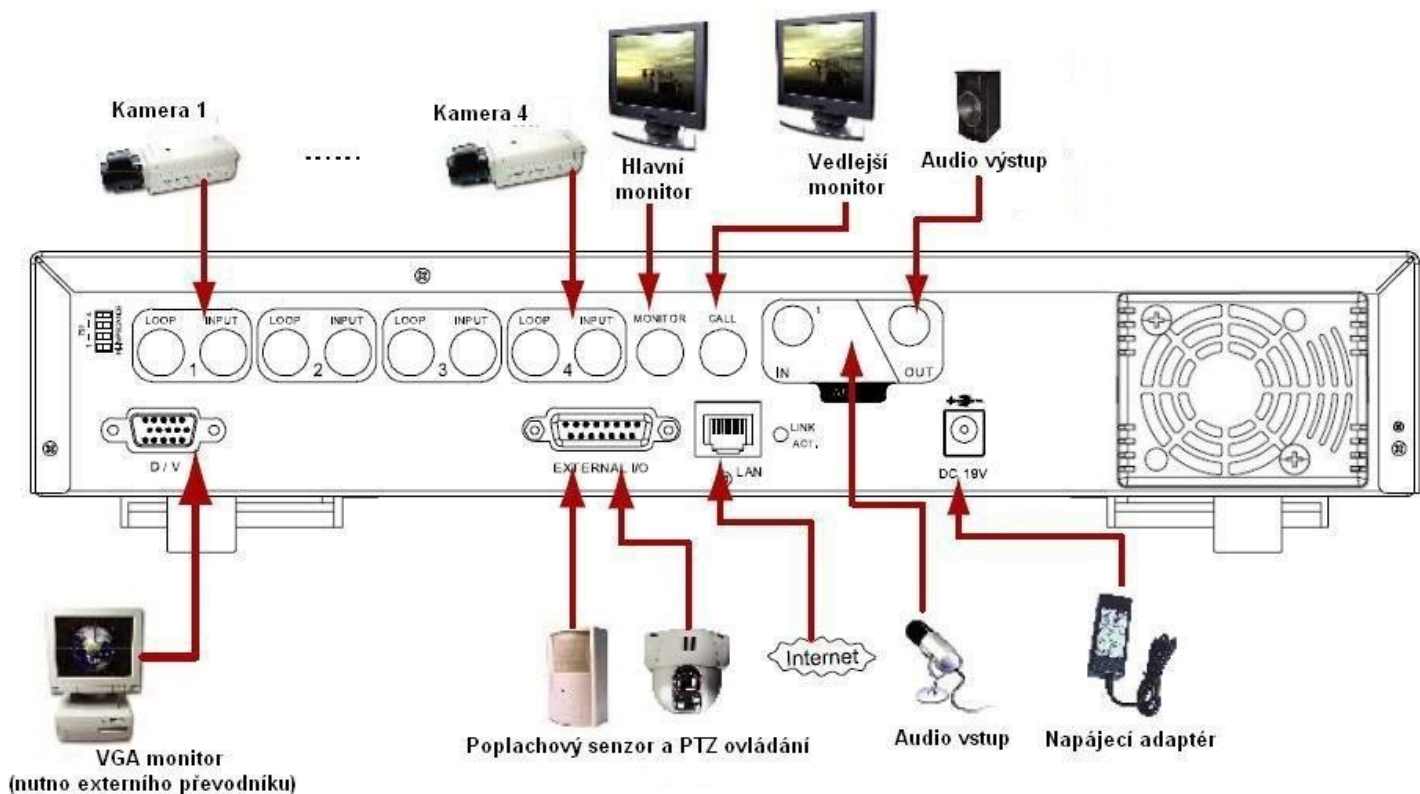 Kamera 1
......
Kamera 4
Hlavní
monitor
Vedlejší
monitor
Audio výstup
LOOP INPUT
1
LOOP INPUT
2
LOOP INPUT
3
LOOP INPUT
4
MONITOR
CALL
1
IN
OUT
D / V
EXTERNAL I/O
LAN
LINK
ACT.
DC 19V
VGA monitor
(nutno externího převodníku)
Poplachový senzor a PTZ ovládání
Internet
Audio vstup
Napájecí adaptér